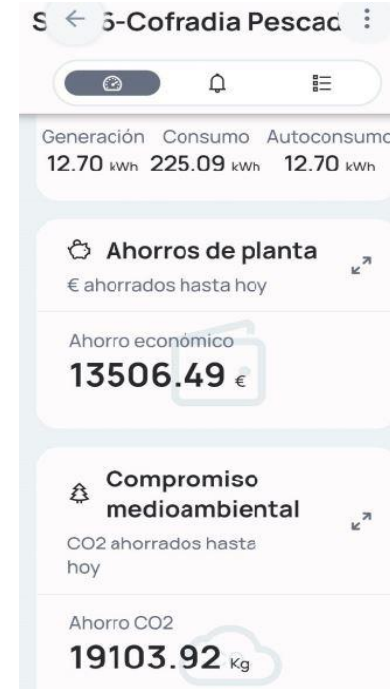 6-Cofradia Pescad
Generación Consumo Autoconsumo
12.70 kWh 225.09 kWh 12.70 kWh
Ahorros de planta
€ ahorrados hasta hoy
Ahorro económico
13506.49 €
Compromiso
medioambiental
CO2 ahorrados hasta
hoy
Ahorro CO2
19103.92 Kg